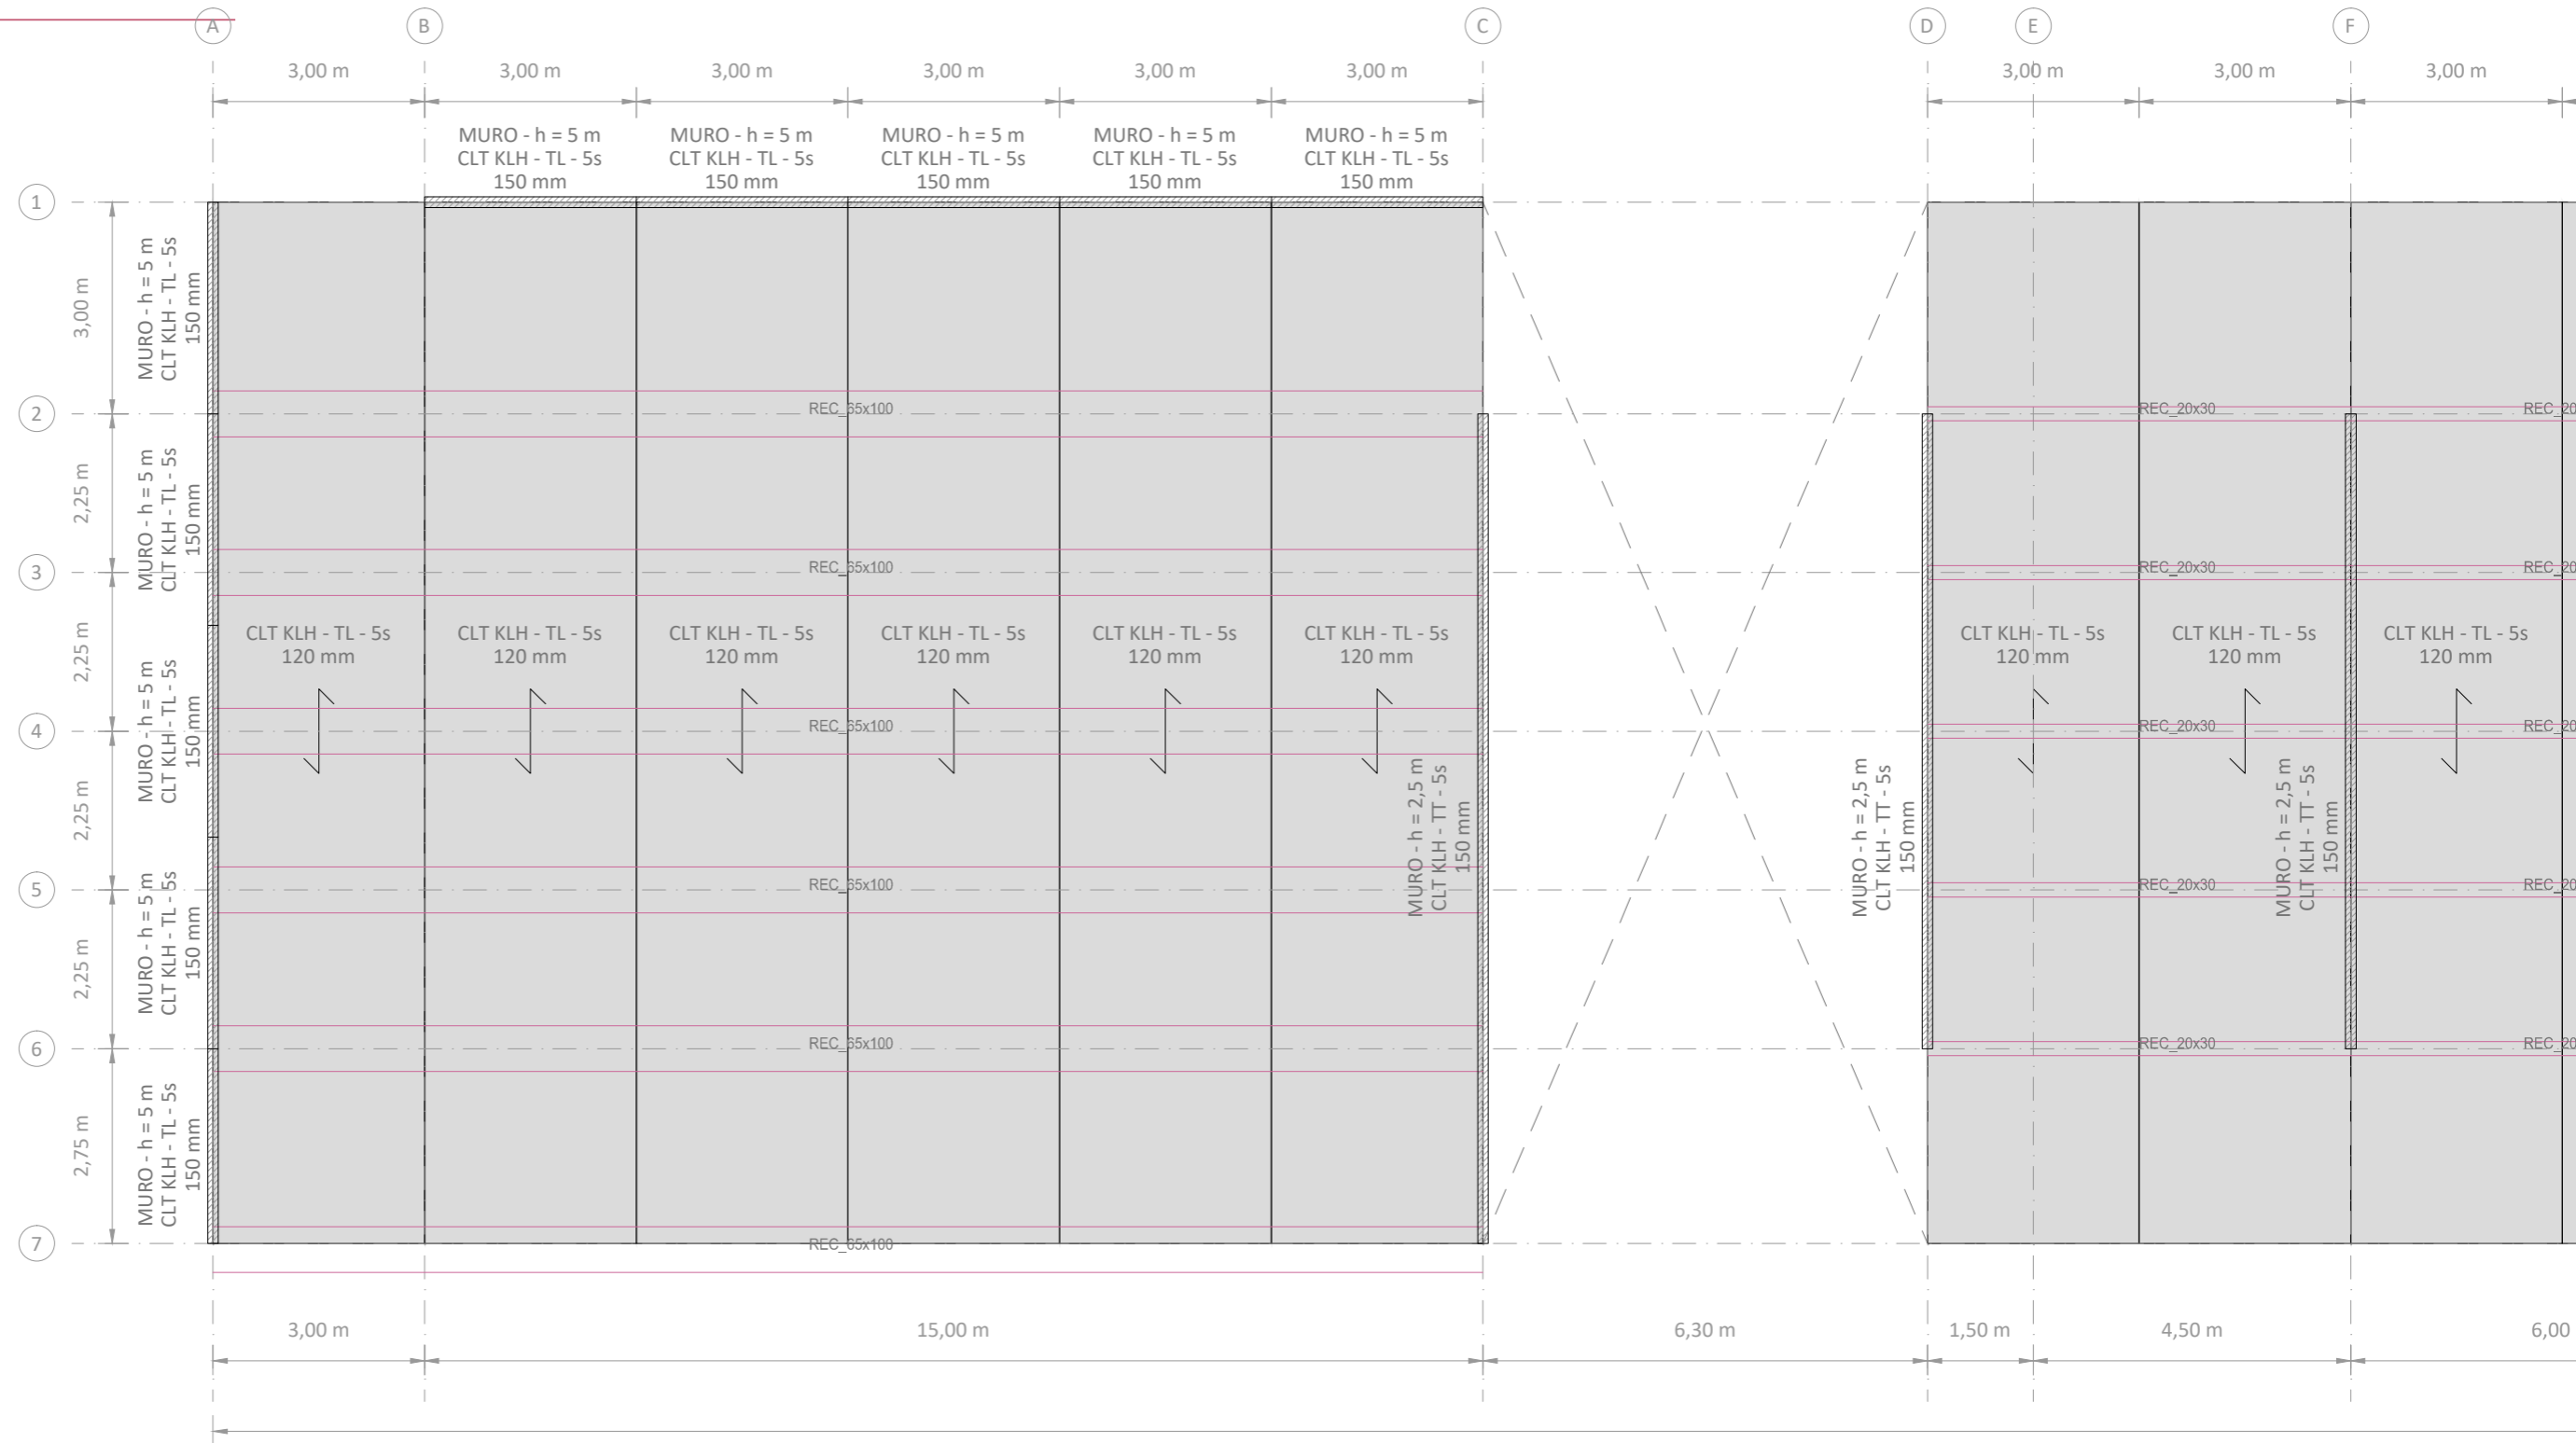 A
B
C
D
E
F
3,00 m
3,00 m
3,00 m
3,00 m
3,00 m
3,00 m
3,00 m
3,00 m
3,00 m
MURO - h = 5 m
CLT KLH - TL - 5s
150 mm
MURO - h = 5 m
CLT KLH - TL - 5s
150 mm
MURO - h = 5 m
CLT KLH - TL - 5s
150 mm
MURO - h = 5 m
CLT KLH - TL - 5s
150 mm
MURO - h = 5 m
CLT KLH - TL - 5s
150 mm
1
2
3
4
5
6
7
3,00 m
2,25 m
2,25 m
2,25 m
2,25 m
2,75 m
MURO - h = 5 m
CLT KLH - TL - 5s
150 mm
MURO - h = 5 m
CLT KLH - TL - 5s
150 mm
MURO - h = 5 m
CLT KLH - TL - 5s
150 mm
MURO - h = 5 m
CLT KLH - TL - 5s
150 mm
MURO - h = 5 m
CLT KLH - TL - 5s
150 mm
REC_65x100
REC_20x30
REC_20
REC_65x100
REC_20x30
REC_20
CLT KLH - TL - 5s
120 mm
CLT KLH - TL - 5s
120 mm
CLT KLH - TL - 5s
120 mm
CLT KLH - TL - 5s
120 mm
CLT KLH - TL - 5s
120 mm
CLT KLH - TL - 5s
120 mm
CLT KLH - TL - 5s
120 mm
CLT KLH - TL - 5s
120 mm
CLT KLH - TL - 5s
120 mm
REC_65x100
REC_20x30
REC_20
MURO - h = 2,5 m
CLT KLH - TT - 5s
150 mm
MURO - h = 2,5 m
CLT KLH - TT - 5s
150 mm
MURO - h = 2,5 m
CLT KLH - TT - 5s
150 mm
REC_65x100
REC_20x30
REC_20
REC_65x100
REC_20x30
REC_20
REC_65x100
3,00 m
15,00 m
6,30 m
1,50 m
4,50 m
6,00